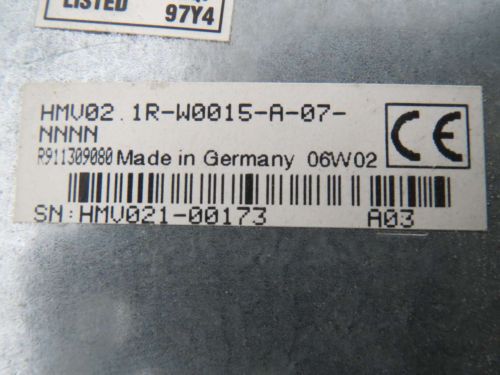 LISTED
97Y4
HMV02.1R-W0015-A-07-
NNNN
R911309080 Made in Germany 06W02
CE
SN:HMV021-00173 A03